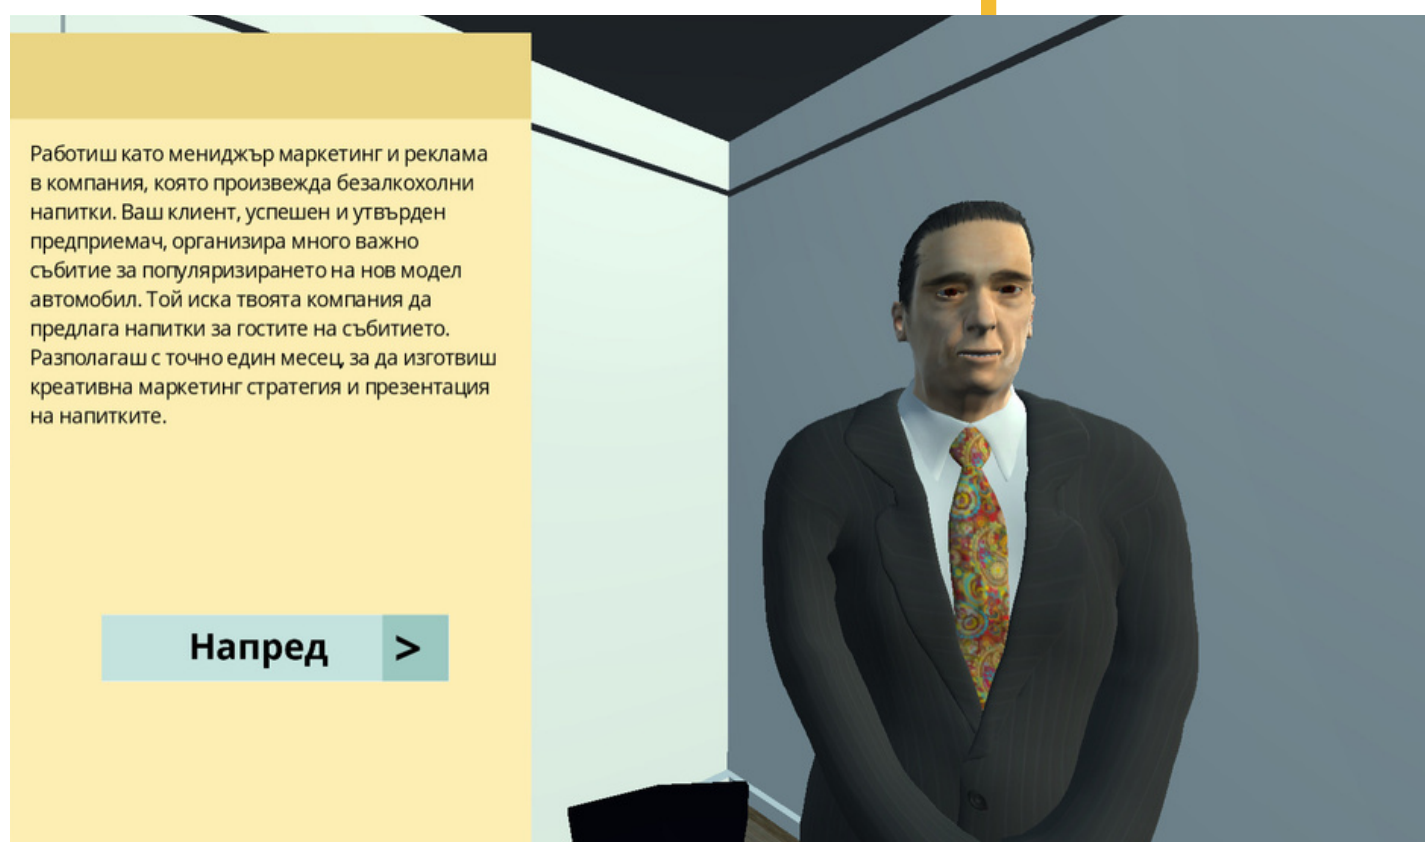 Работиш като мениджър маркетинг и реклама
в компания, която произвежда безалкохолни
напитки. Ваш клиент, успешен и утвърден
предприемач, организира много важно
събитие за популяризирането на нов модел
автомобил. Той иска твоята компания да
предлага напитки за гостите на събитието.
Разполагаш с точно един месец, за да изготвиш
креативна маркетинг стратегия и презентация
на напитките.
Напред >